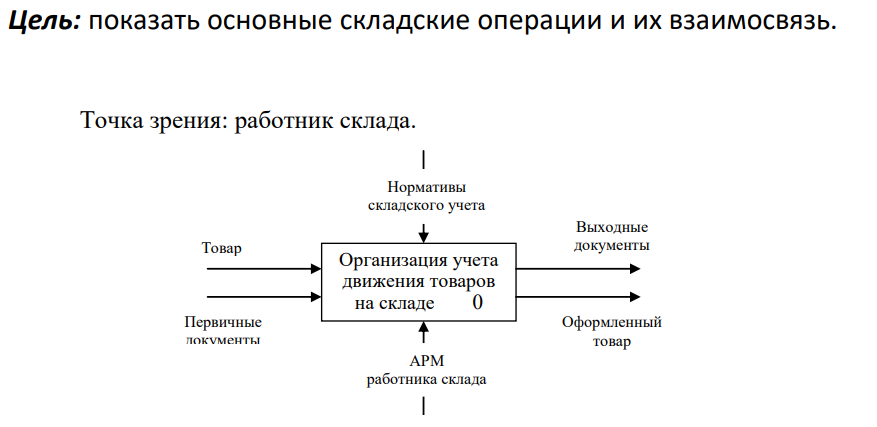 Цель: показать основные складские операции и их взаимосвязь.
Точка зрения: работник склада.
Нормативы
складского учета
Товар
Первичные
документы
Организация учета
движения товаров
на складе 0
Выходные
документы
Оформленный
товар
АРМ
работника склада